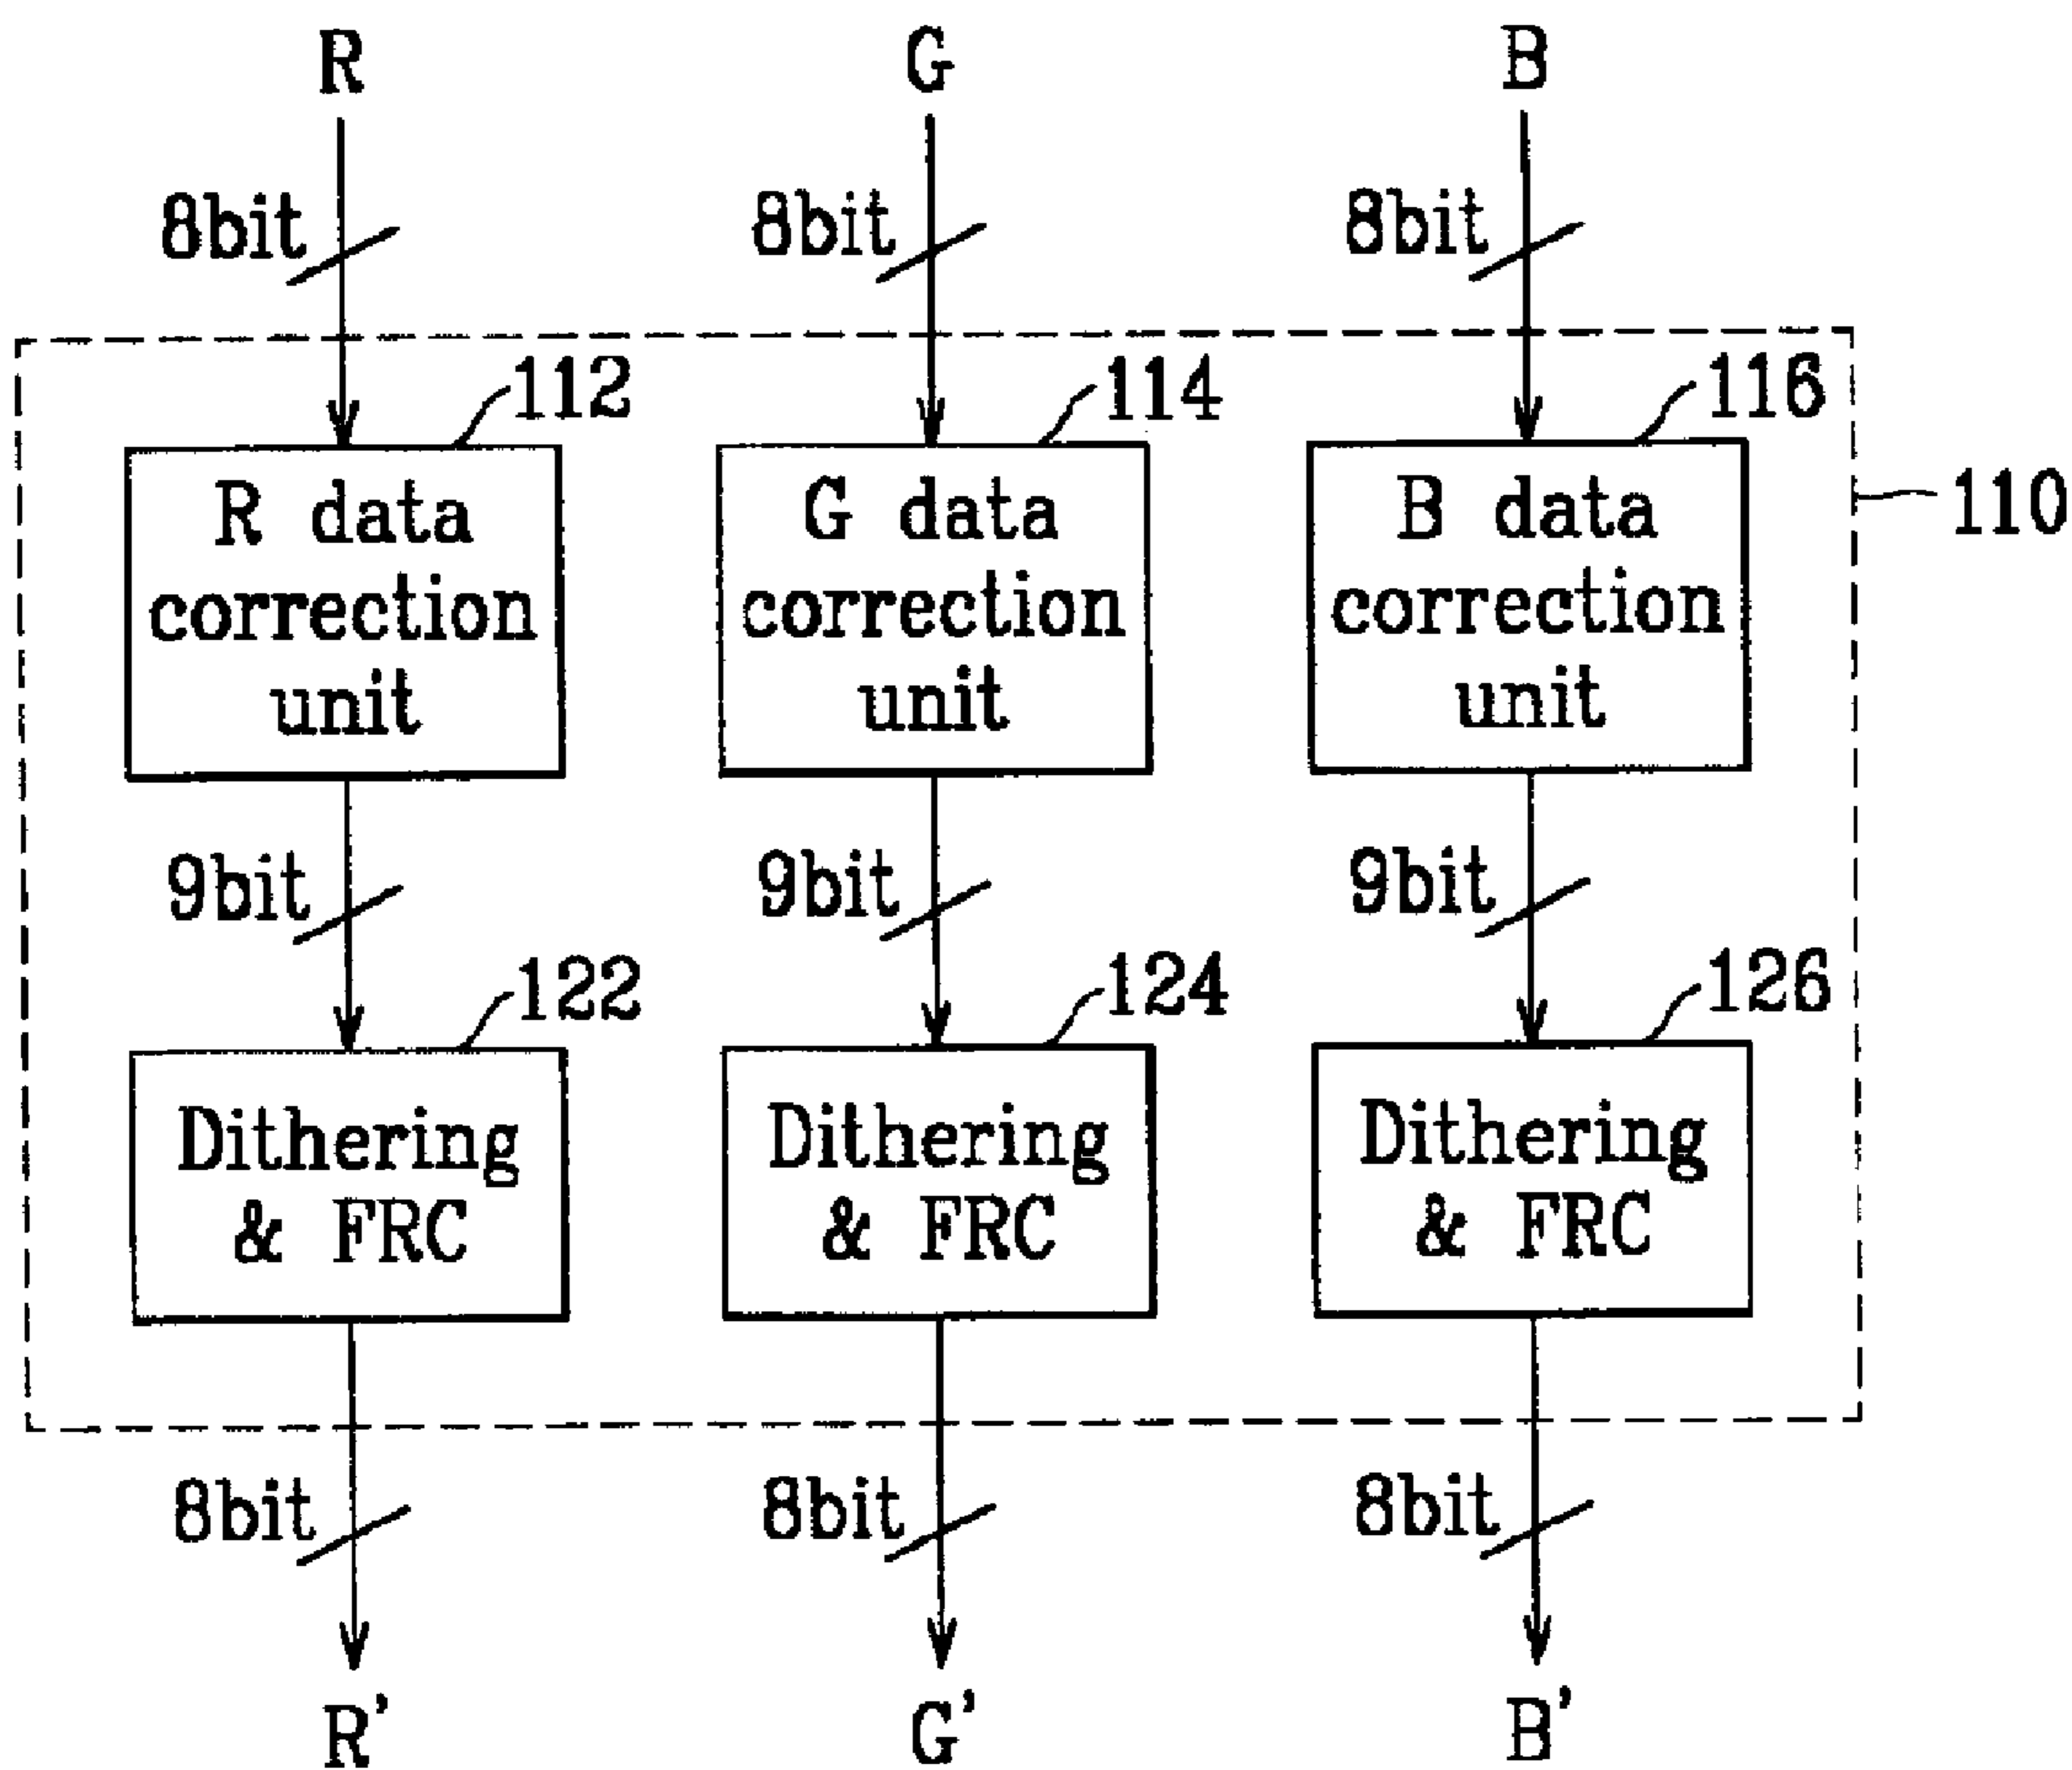 R G B
8bit 8bit 8bit
112 114 116
R data correction unit
G data correction unit
B data correction unit
110
9bit 9bit 9bit
122 124 126
Dithering & FRC
Dithering & FRC
Dithering & FRC
8bit 8bit 8bit
R' G' B'